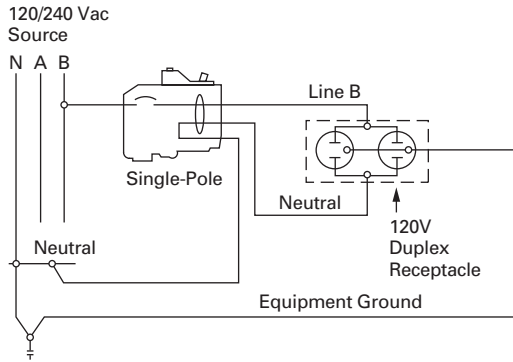 120/240 Vac
Source
N A B
Line B
Single-Pole
Neutral
120V
Duplex
Receptacle
Neutral
Equipment Ground